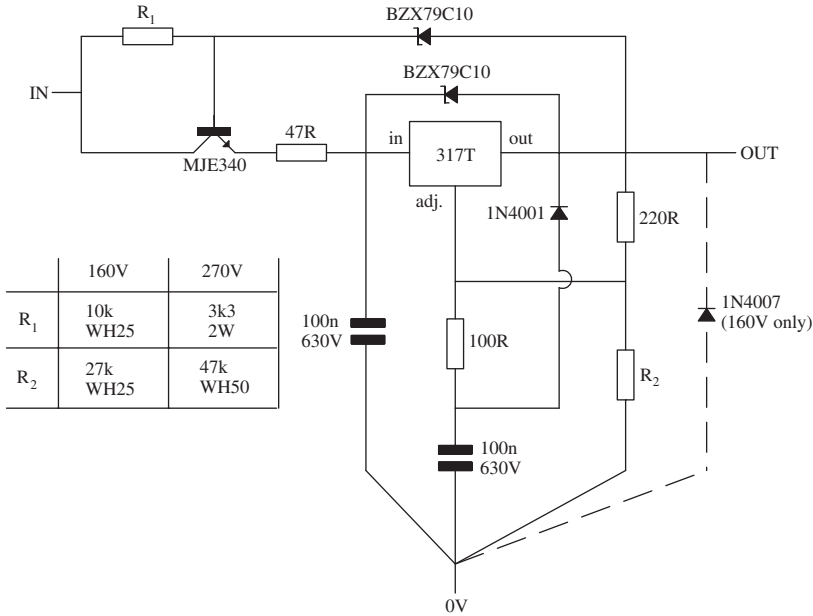 R1
BZX79C10
BZX79C10
IN
47R
in
out
317T
OUT
MJE340
adj.
1N4001
220R
160V 270V
R1 10k WH25 3k3 2W
R2 27k WH25 47k WH50
100n
630V
100R
1N4007
(160V only)
R2
100n
630V
0V